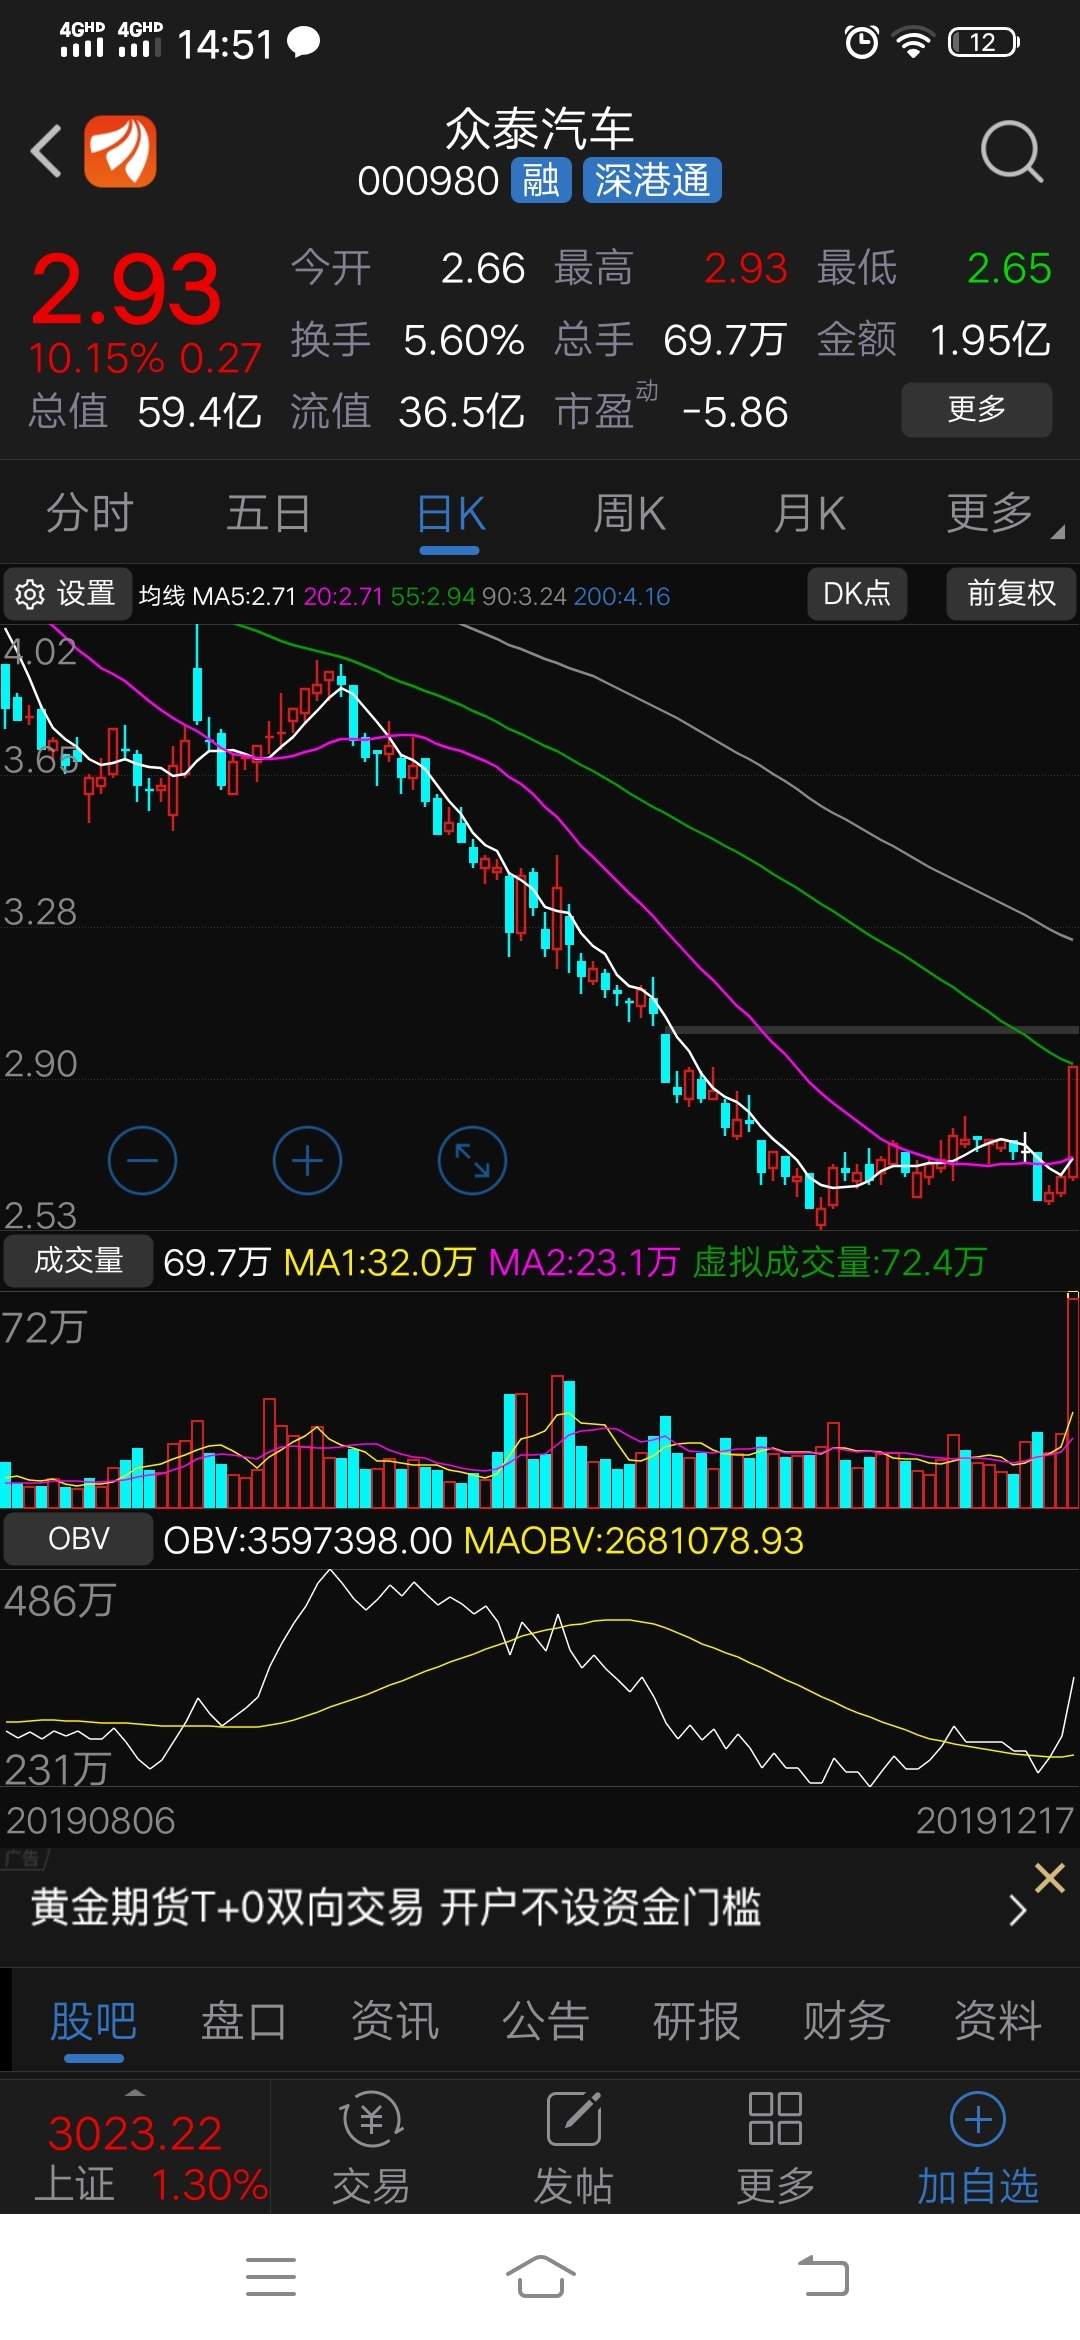 4GHD 4GHD 14:51 12
众泰汽车
000980 融 深港通
2.93 今开 2.66 最高 2.93 最低 2.65
10.15% 0.27 换手 5.60% 总手 69.7万 金额 1.95亿
总值 59.4亿 流值 36.5亿 市盈动 -5.86 更多
分时 五日 日K 周K 月K 更多
设置 均线 MA5:2.71 20:2.71 55:2.94 90:3.24 200:4.16 DK点 前复权
4.02
3.65
3.28
2.90
2.53
成交量 69.7万 MA1:32.0万 MA2:23.1万 虚拟成交量:72.4万
72万
OBV OBV:3597398.00 MAOBV:2681078.93
486万
231万
20190806 20191217
广告
黄金期货T+0双向交易 开户不设资金门槛
股吧 盘口 资讯 公告 研报 财务 资料
3023.22
上证 1.30% 交易 发帖 更多 加自选